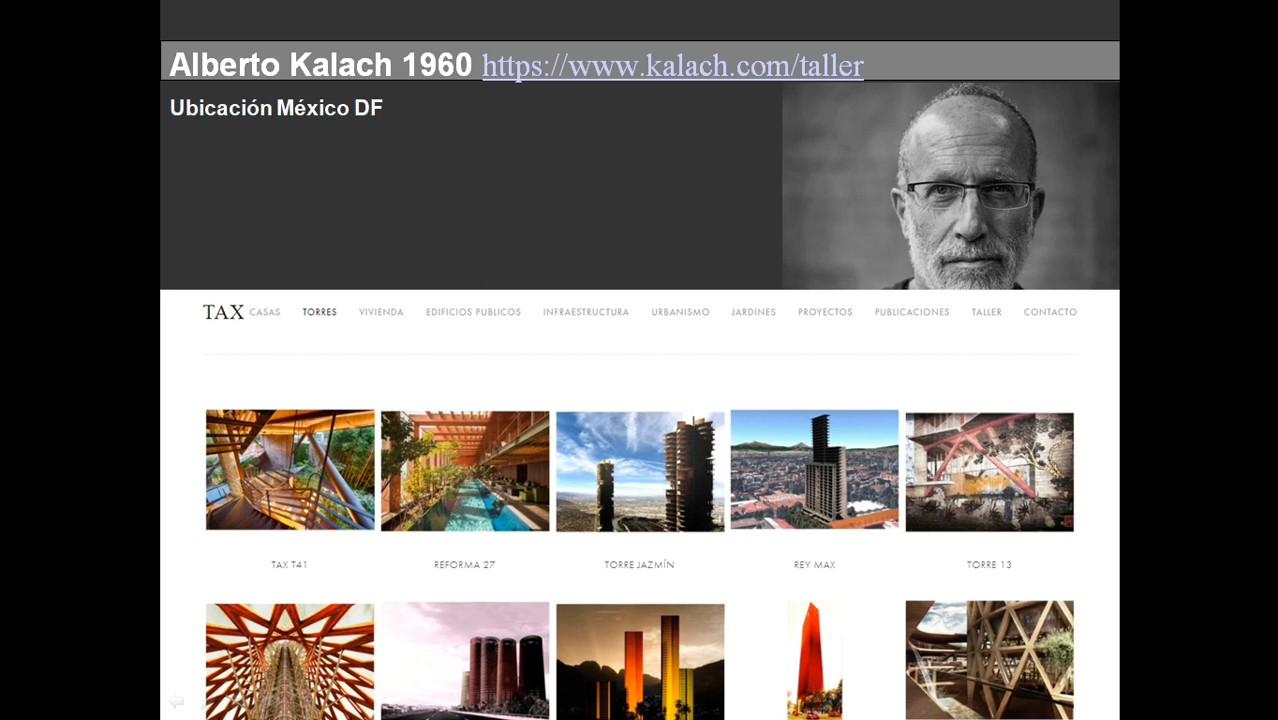 Alberto Kalach 1960 https://www.kalach.com/taller
Ubicación México DF
TAX CASAS TORRES VIVIENDA EDIFICIOS PUBLICOS INFRAESTRUCTURA URBANISMO JARDINES PROYECTOS PUBLICACIONES TALLER CONTACTO
TAX T41 REFORMA 27 TORRE JAZMÍN REY MAX TORRE 13